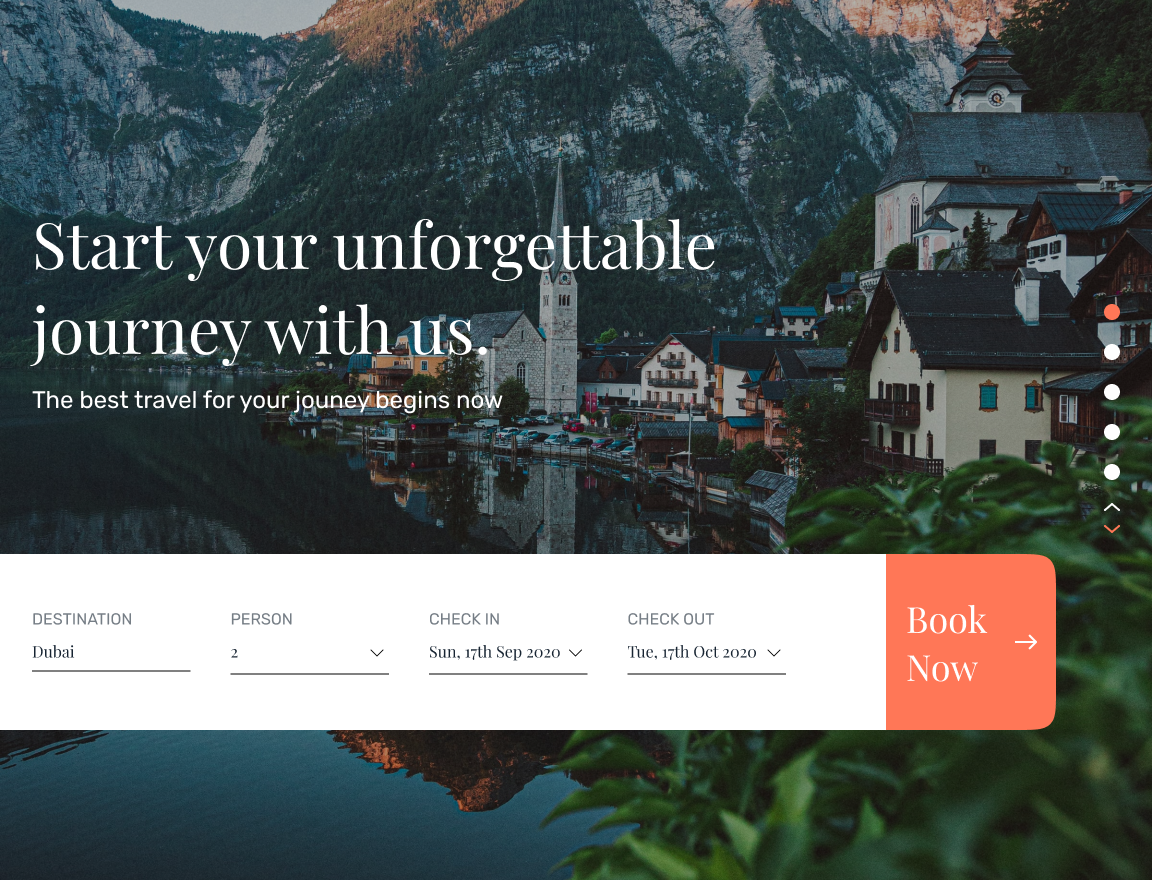 Start your unforgettable
journey with us.
The best travel for your jouney begins now
DESTINATION PERSON CHECK IN CHECK OUT
Dubai 2 Sun, 17th Sep 2020 Tue, 17th Oct 2020
Book
Now